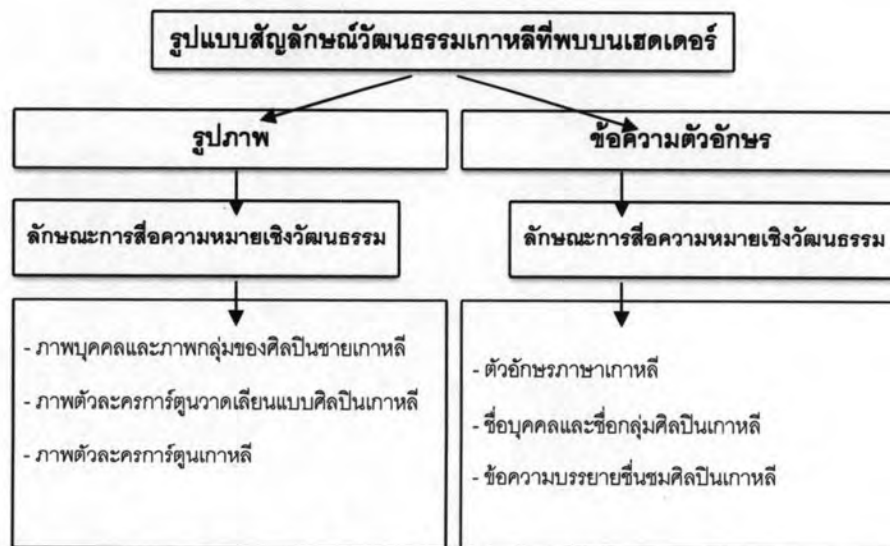 รูปแบบสัญลักษณ์วัฒนธรรมเกาหลีที่พบบนเฮดเดอร์
รูปภาพ
ข้อความตัวอักษร
ลักษณะการสื่อความหมายเชิงวัฒนธรรม
ลักษณะการสื่อความหมายเชิงวัฒนธรรม
- ภาพบุคคลและภาพกลุ่มของศิลปินชายเกาหลี
- ภาพตัวละครการ์ตูนวาดเลียนแบบศิลปินเกาหลี
- ภาพตัวละครการ์ตูนเกาหลี
- ตัวอักษรภาษาเกาหลี
- ชื่อบุคคลและชื่อกลุ่มศิลปินเกาหลี
- ข้อความบรรยายชื่นชมศิลปินเกาหลี